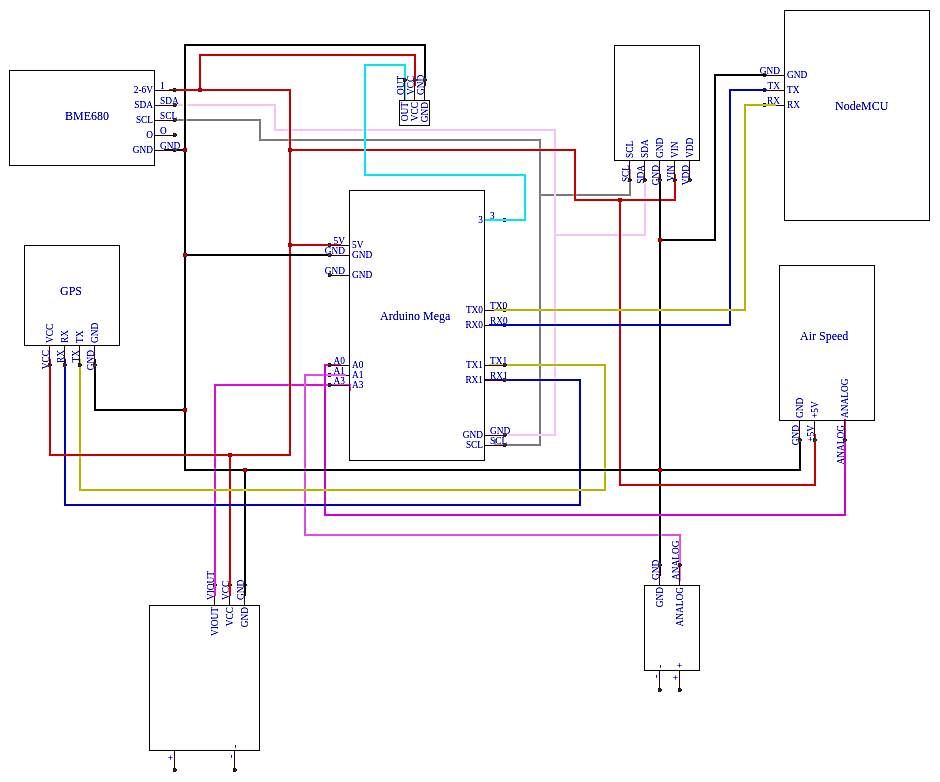 BME680
2-6V 1
SDA SDA
SCL SCL
O O
GND GND
OUT VCC GND
OUT VCC GND
SCL SDA GND VIN VDD
SCL SDA GND VIN VDD
GND GND
TX TX
RX RX
NodeMCU
GPS
VCC RX TX GND
VCC RX TX GND
Arduino Mega
5V 5V
GND GND
GND GND
A0 A0
A1 A1
A3 A3
3 3
TX0 TX0
RX0 RX0
TX1 TX1
RX1 RX1
GND GND
SCL SCL
Air Speed
GND +5V ANALOG
GND +5V ANALOG
VIOUT VCC GND
VIOUT VCC GND
+ - -
GND ANALOG
GND ANALOG
- +
- +